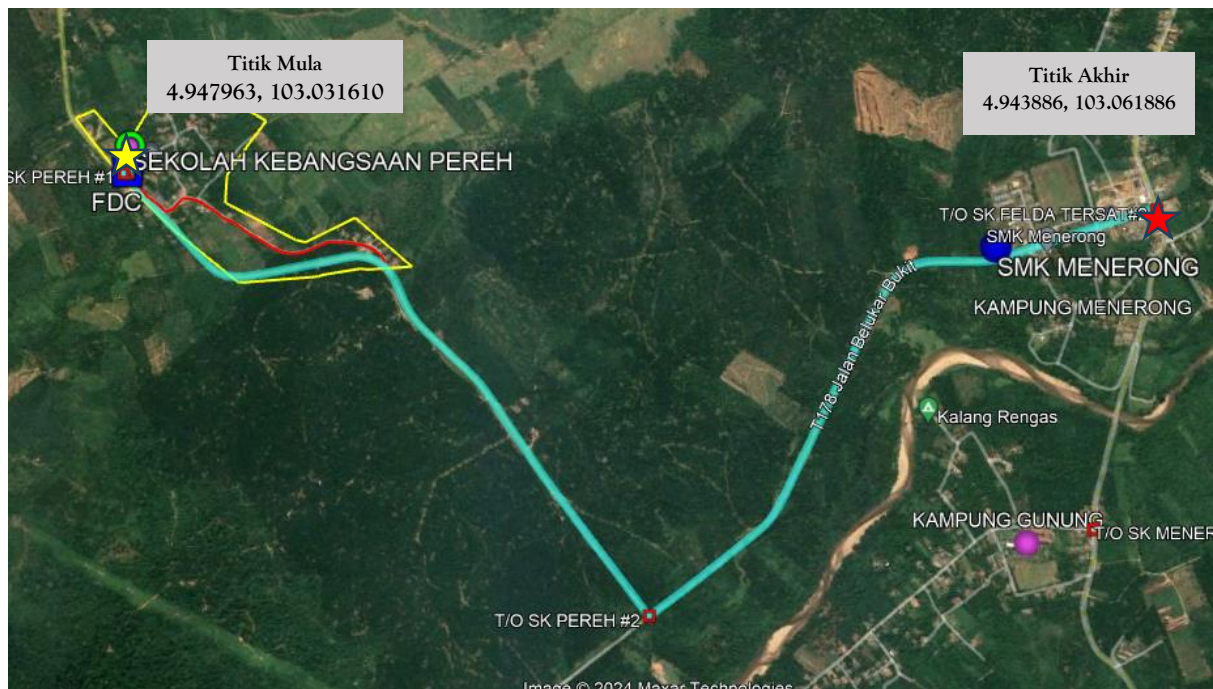 Titik Mula
4.947963, 103.031610
Titik Akhir
4.943886, 103.061886
SEKOLAH KEBANGSAAN PEREH
SK PEREH #1
FDC
T/O SK FELDA TERSAT#2
SMK Menerong
SMK MENERONG
KAMPUNG MENERONG
T178 Jalan Belukar Bukit
Kalang Rengas
KAMPUNG GUNUNG
T/O SK MENER
T/O SK PEREH #2
Image © 2024 Maxar Technologies